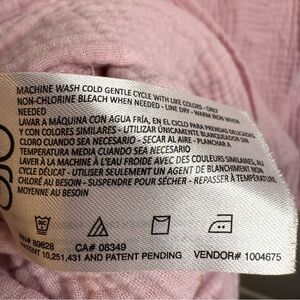 MACHINE WASH COLD GENTLE CYCLE WITH LIKE COLORS - ONLY
NON-CHLORINE BLEACH WHEN NEEDED - LINE DRY - WARM IRON WHEN
NEEDED
LAVAR A MÁQUINA CON AGUA FRÍA, EN EL CICLO PARA PRENDAS DELICADAS
Y CON COLORES SIMILARES - UTILIZAR ÚNICAMENTE BLANQUEADOR SIN
CLORO CUANDO SEA NECESARIO - SECAR AL AIRE - PLANCHAR A
TEMPERATURA MEDIA CUANDO SEA NECESARIO
LAVER À LA MACHINE À L'EAU FROIDE AVEC DES COULEURS SIMILAIRES, AU
CYCLE DÉLICAT - UTILISER SEULEMENT UN AGENT DE BLANCHIMENT NON
CHLORÉ AU BESOIN - SUSPENDRE POUR SÉCHER - REPASSER À TEMPÉRATURE
MOYENNE AU BESOIN
RN# 89828 CA# 08349 VENDOR# 1004675
PATENT 10,251,431 AND PATENT PENDING